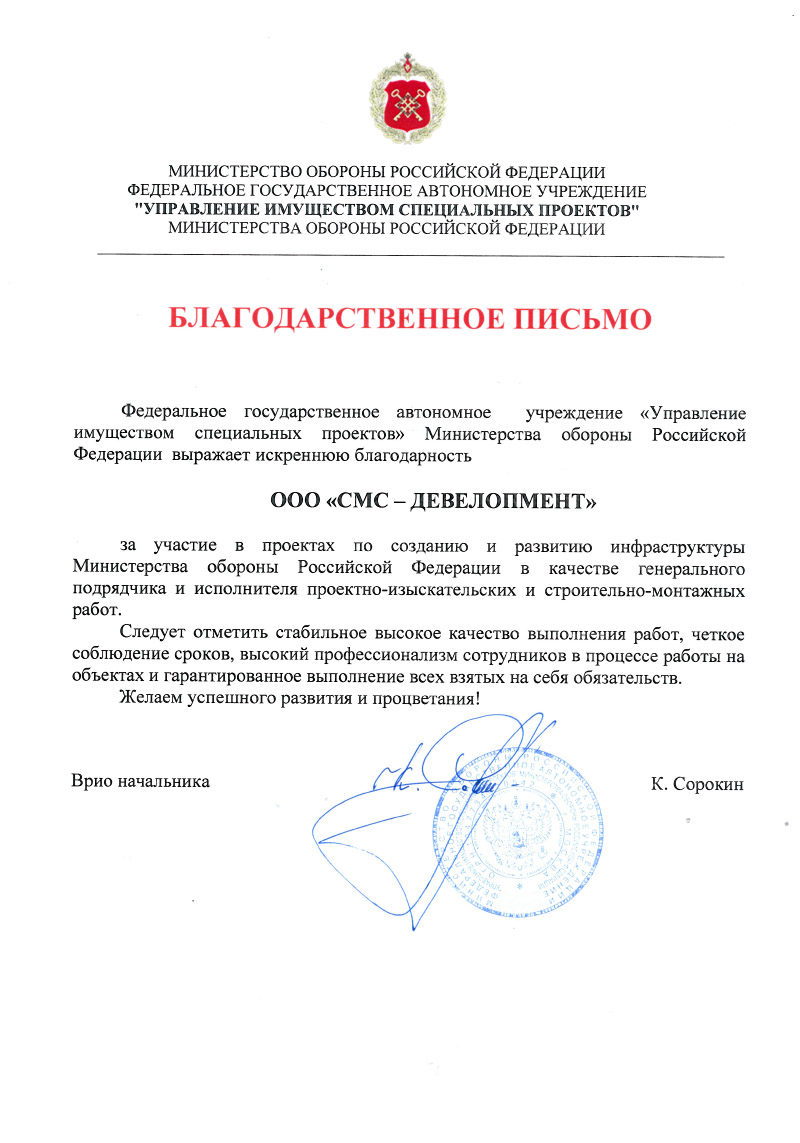 МИНИСТЕРСТВО ОБОРОНЫ РОССИЙСКОЙ ФЕДЕРАЦИИ
ФЕДЕРАЛЬНОЕ ГОСУДАРСТВЕННОЕ АВТОНОМНОЕ УЧРЕЖДЕНИЕ
"УПРАВЛЕНИЕ ИМУЩЕСТВОМ СПЕЦИАЛЬНЫХ ПРОЕКТОВ"
МИНИСТЕРСТВА ОБОРОНЫ РОССИЙСКОЙ ФЕДЕРАЦИИ
БЛАГОДАРСТВЕННОЕ ПИСЬМО
Федеральное государственное автономное учреждение «Управление
имуществом специальных проектов» Министерства обороны Российской
Федерации выражает искреннюю благодарность
ООО «СМС – ДЕВЕЛОПМЕНТ»
за участие в проектах по созданию и развитию инфраструктуры
Министерства обороны Российской Федерации в качестве генерального
подрядчика и исполнителя проектно-изыскательских и строительно-монтажных
работ.
Следует отметить стабильное высокое качество выполнения работ, четкое
соблюдение сроков, высокий профессионализм сотрудников в процессе работы на
объектах и гарантированное выполнение всех взятых на себя обязательств.
Желаем успешного развития и процветания!
Врио начальника
К. Сорокин